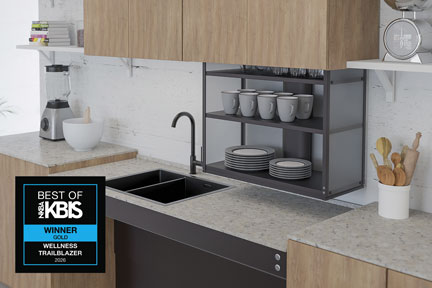 BEST OF
NKBA KBIS
WINNER
GOLD
WELLNESS
TRAILBLAZER
2026